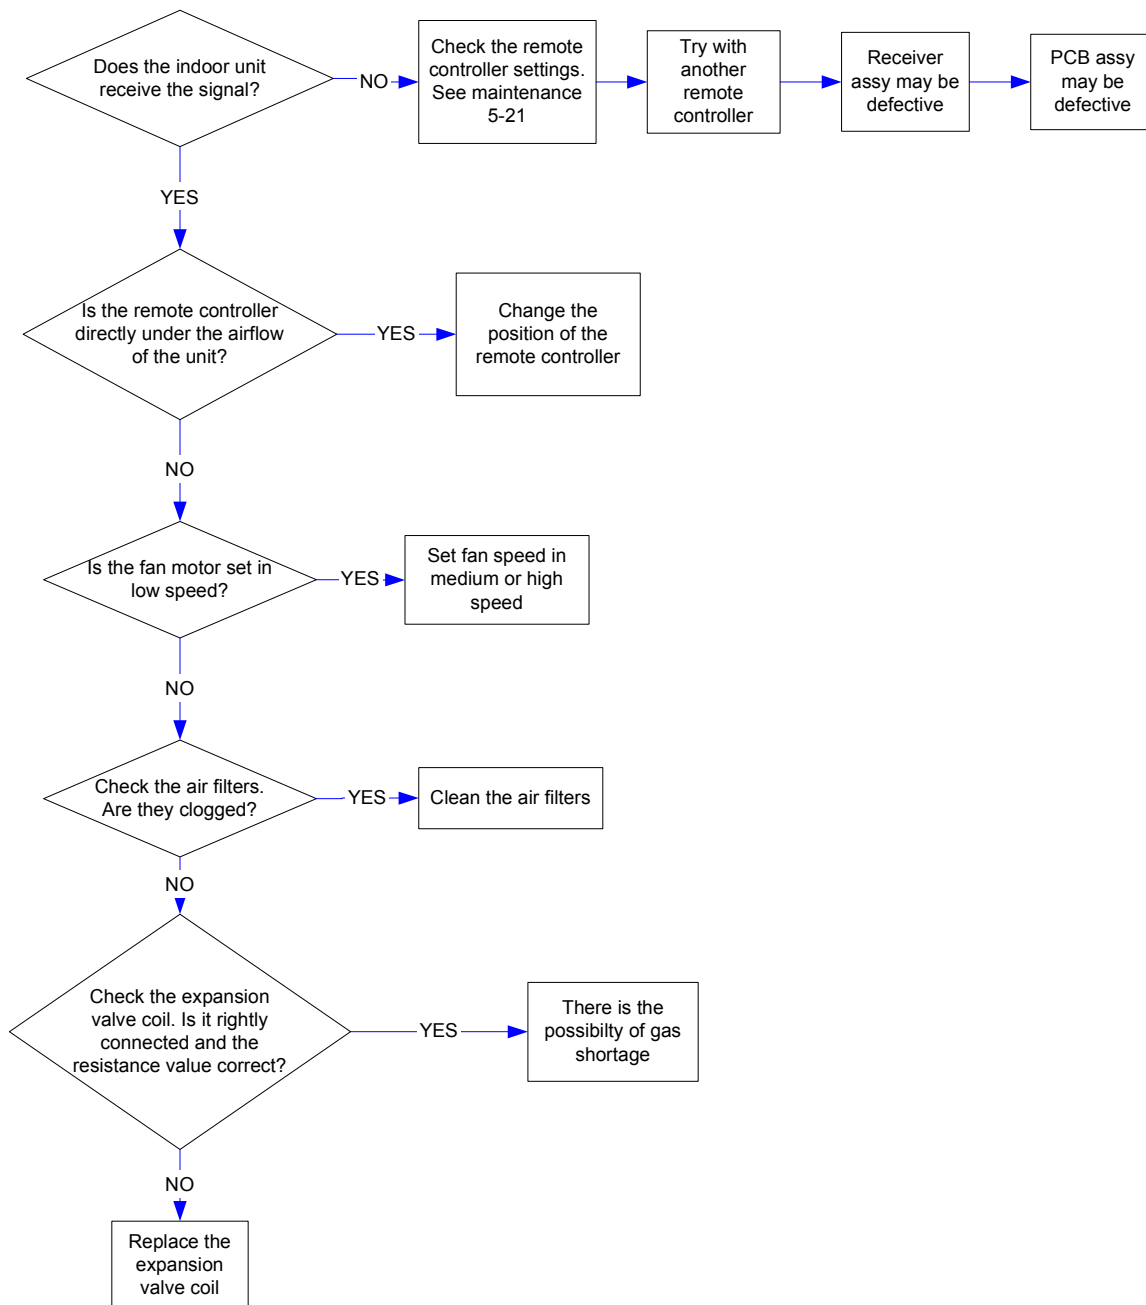 Does the indoor unit
receive the signal?
NO
Check the remote
controller settings.
See maintenance
5-21
Try with
another
remote
controller
Receiver
assy may be
defective
PCB assy
may be
defective
YES
Is the remote controller
directly under the airflow
of the unit?
YES
Change the
position of the
remote controller
NO
Is the fan motor set in
low speed?
YES
Set fan speed in
medium or high
speed
NO
Check the air filters.
Are they clogged?
YES
Clean the air filters
NO
Check the expansion
valve coil. Is it rightly
connected and the
resistance value correct?
YES
There is the
possibilty of gas
shortage
NO
Replace the
expansion
valve coil